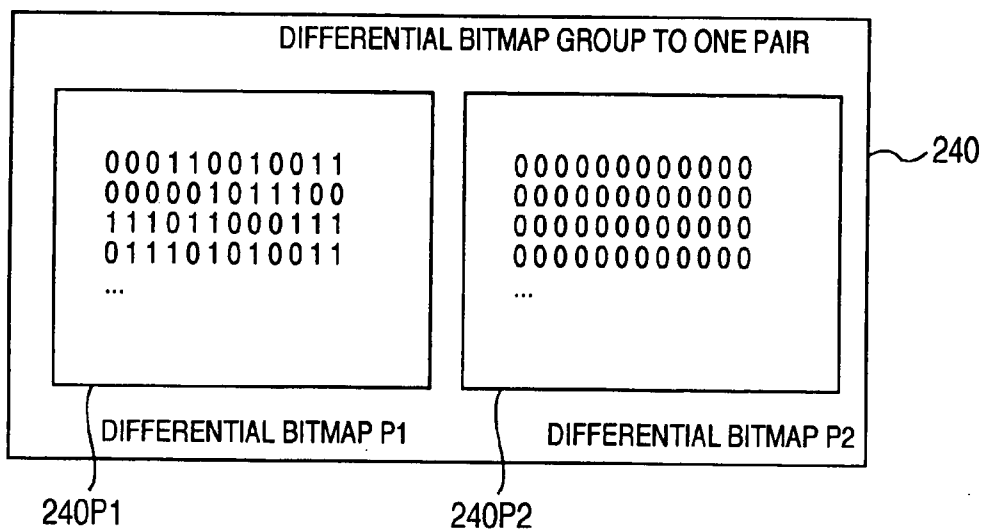 DIFFERENTIAL BITMAP GROUP TO ONE PAIR
000110010011
000001011100
111011000111
011101010011
...
000000000000
000000000000
000000000000
000000000000
...
240
DIFFERENTIAL BITMAP P1
DIFFERENTIAL BITMAP P2
240P1
240P2